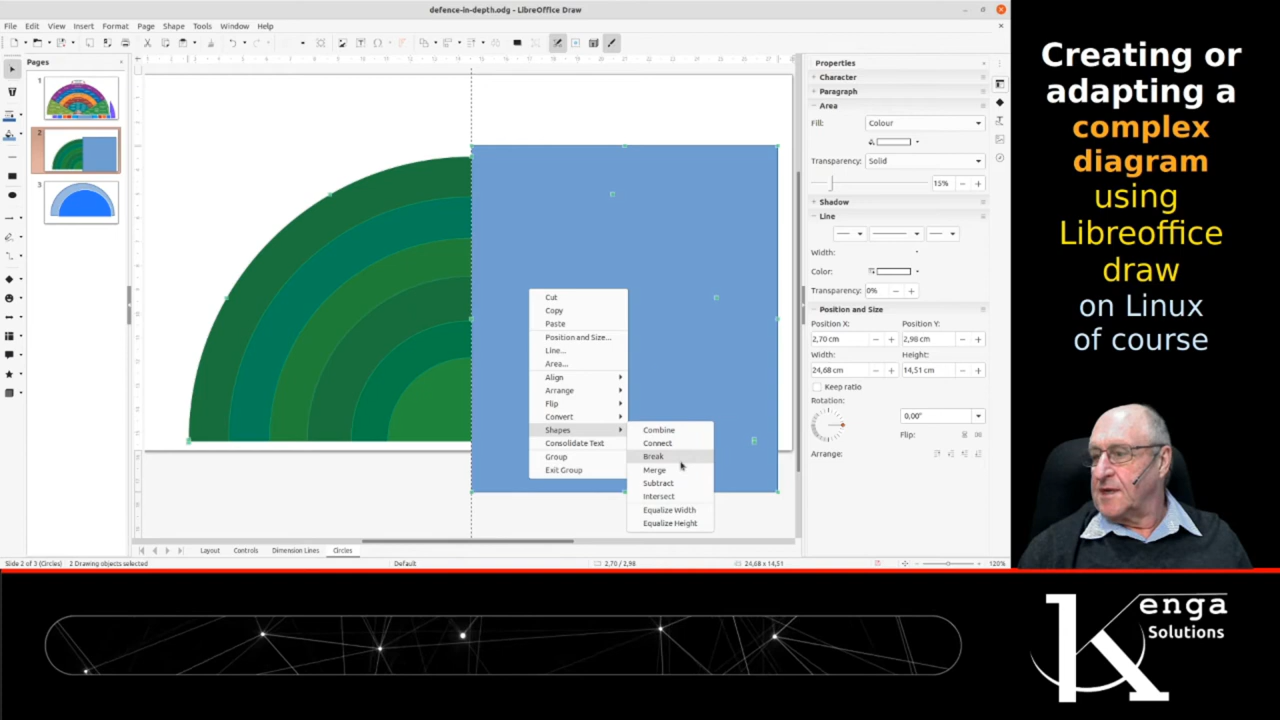 defence-in-depth.odg - LibreOffice Draw
File Edit View Insert Format Page Shape Tools Window Help
Pages
1
2
3
Cut
Copy
Paste
Position and Size...
Line...
Area...
Align
Arrange
Flip
Convert
Shapes
Consolidate Text
Group
Exit Group
Combine
Connect
Break
Merge
Subtract
Intersect
Equalize Width
Equalize Height
Properties
Character
Paragraph
Area
Fill: Colour
Transparency: Solid
15%
Shadow
Line
Width:
Color:
Transparency: 0%
Position and Size
Position X: Position Y:
2,70 cm 2,98 cm
Width: Height:
24,68 cm 14,51 cm
Keep ratio
Rotation:
0,00°
Flip:
Arrange:
Layout Controls Dimension Lines Circles
Slide 2 of 3 (Circles) 2 Drawing objects selected Default 2,70 / 2,98 24,68 x 14,51 120%
Creating or
adapting a
complex
diagram
using
Libreoffice
draw
on Linux
of course
Kenga
Solutions